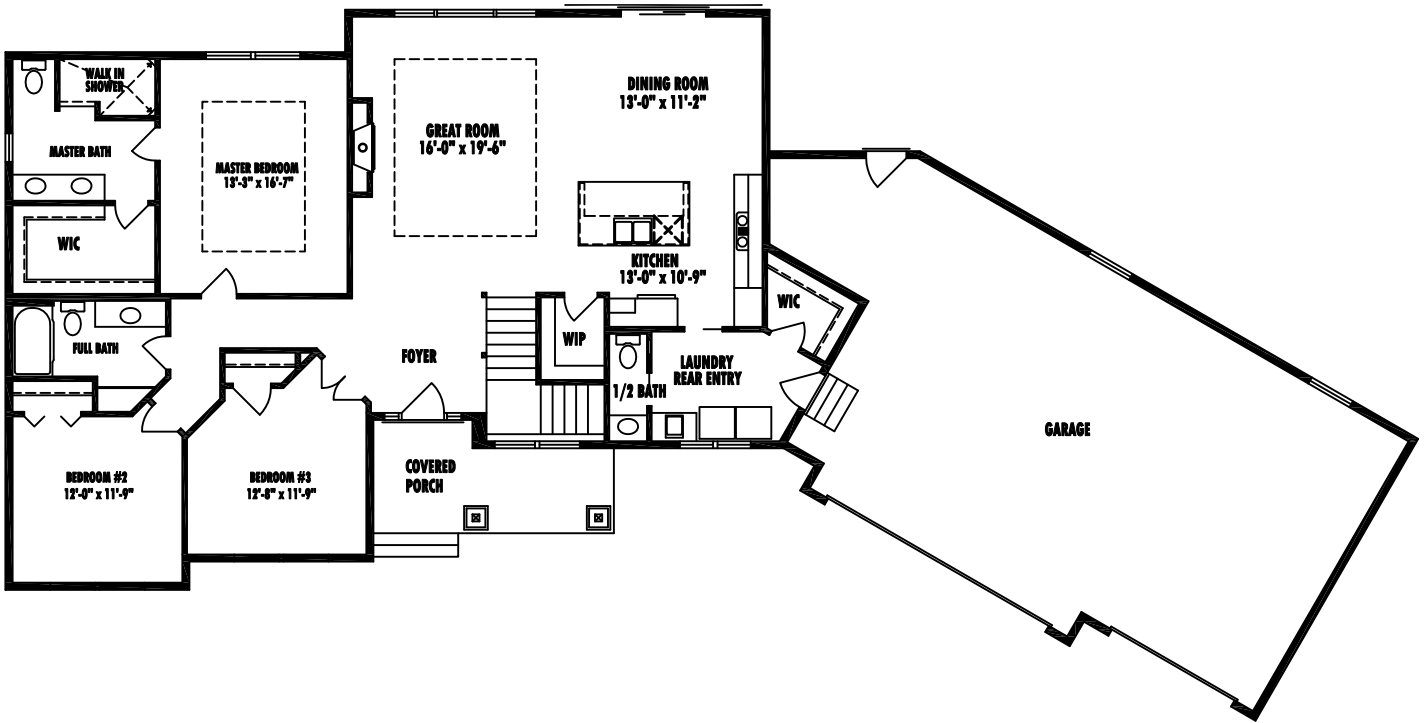 WALK IN
SHOWER
MASTER BATH
WIC
MASTER BEDROOM
13'-3" x 16'-7"
GREAT ROOM
16'-0" x 19'-6"
DINING ROOM
13'-0" x 11'-2"
KITCHEN
13'-0" x 10'-9"
WIC
FULL BATH
FOYER
WIP
1/2 BATH
LAUNDRY
REAR ENTRY
GARAGE
BEDROOM #2
12'-0" x 11'-9"
BEDROOM #3
12'-8" x 11'-9"
COVERED
PORCH